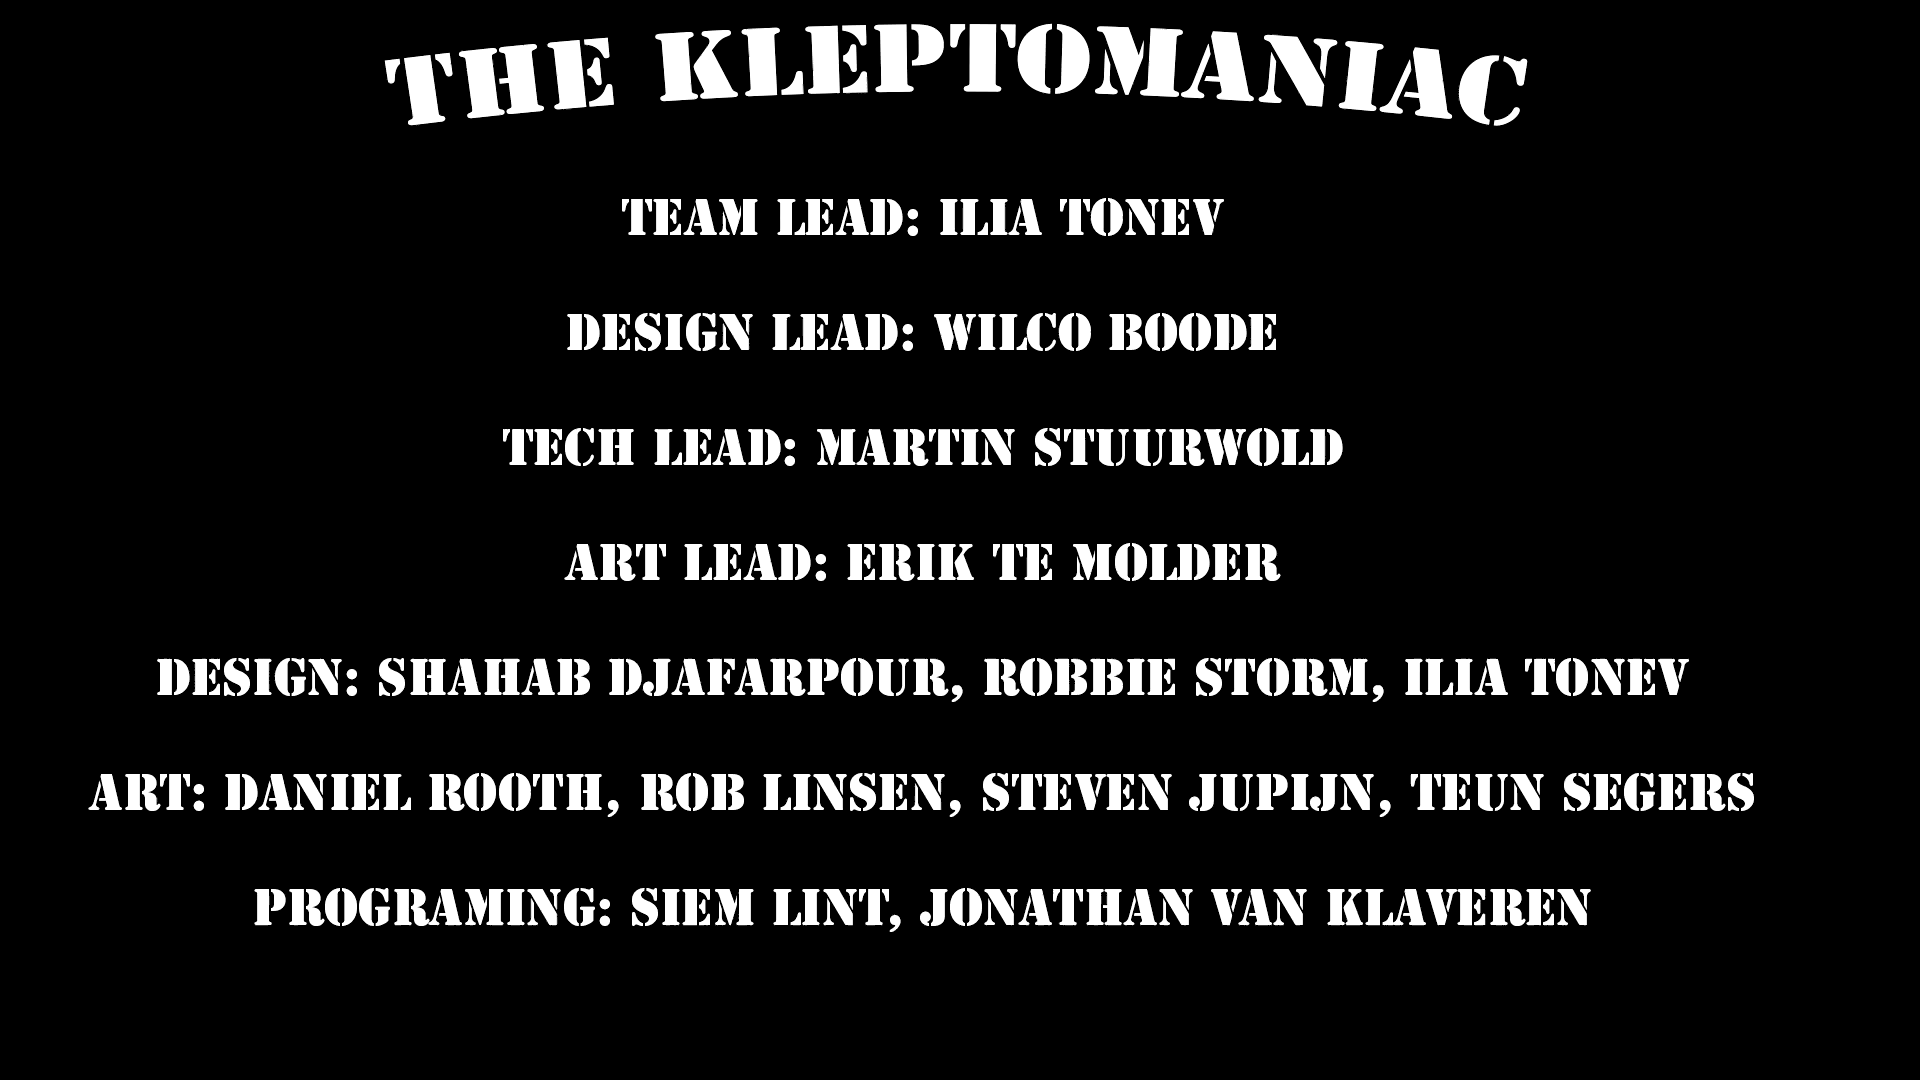 THE KLEPTOMANIAC
TEAM LEAD: ILIA TONEV
DESIGN LEAD: WILCO BOODE
TECH LEAD: MARTIN STUURWOLD
ART LEAD: ERIK TE MOLDER
DESIGN: SHAHAB DJAFARPOUR, ROBBIE STORM, ILIA TONEV
ART: DANIEL ROOTH, ROB LINSEN, STEVEN JUPIJN, TEUN SEGERS
PROGRAMING: SIEM LINT, JONATHAN VAN KLAVEREN